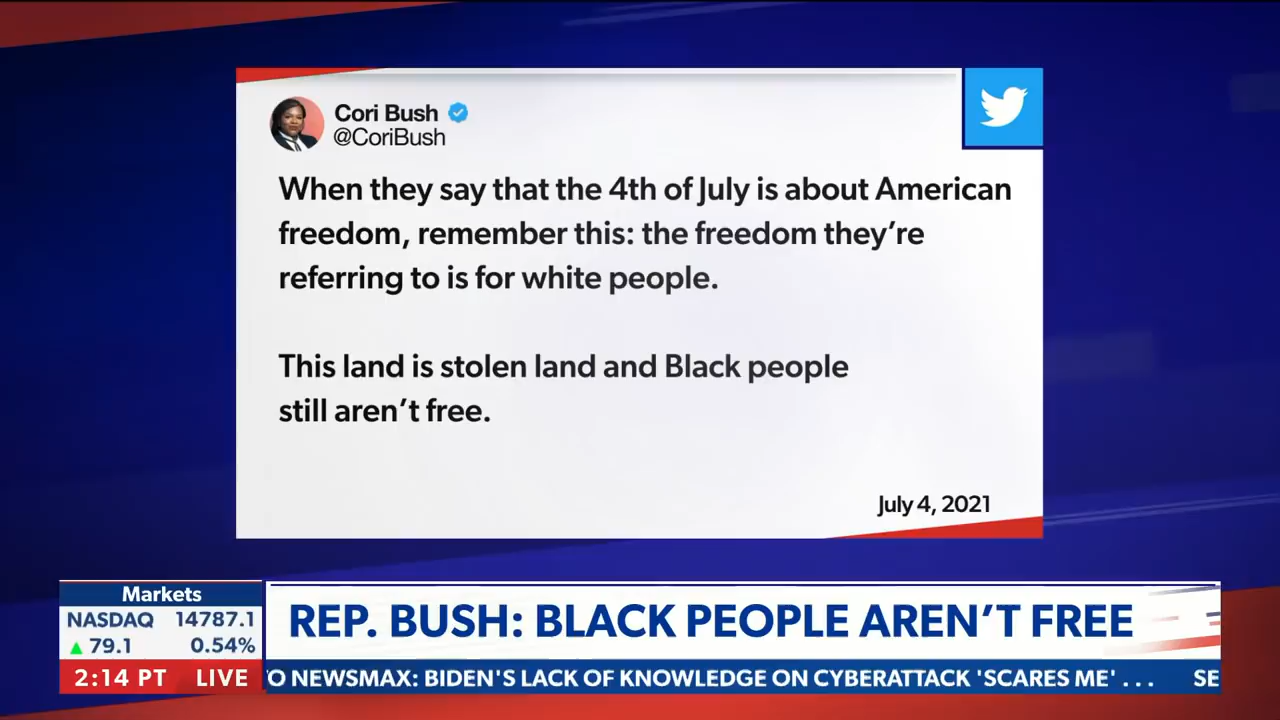 Cori Bush
@CoriBush
When they say that the 4th of July is about American
freedom, remember this: the freedom they're
referring to is for white people.
This land is stolen land and Black people
still aren't free.
July 4, 2021
Markets
NASDAQ 14787.1
79.1 0.54%
2:14 PT LIVE
REP. BUSH: BLACK PEOPLE AREN'T FREE
O NEWSMAX: BIDEN'S LACK OF KNOWLEDGE ON CYBERATTACK 'SCARES ME' . . . SE